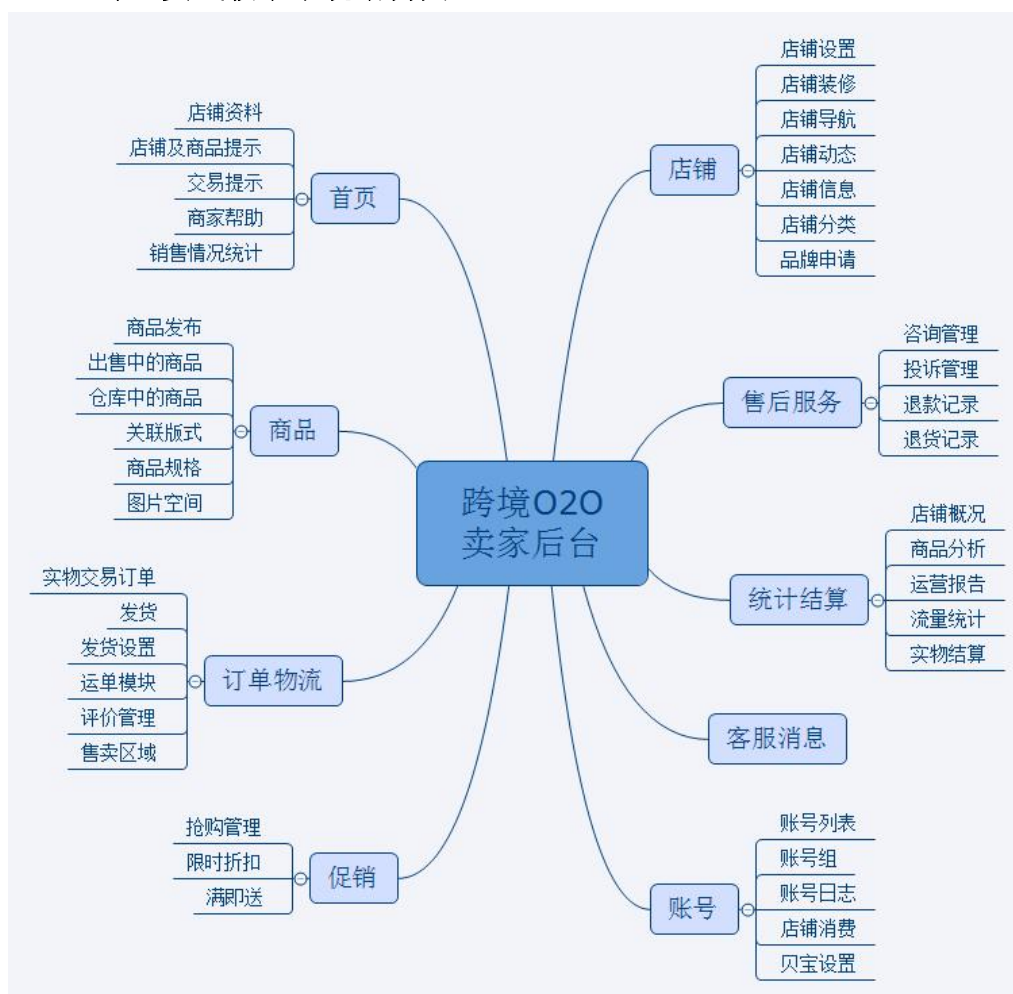 店铺资料
店铺及商品提示
交易提示
商家帮助
销售情况统计
首页
商品发布
出售中的商品
仓库中的商品
关联版式
商品规格
图片空间
商品
实物交易订单
发货
发货设置
运单模块
评价管理
售卖区域
订单物流
抢购管理
限时折扣
满即送
促销
跨境O2O
卖家后台
店铺
店铺设置
店铺装修
店铺导航
店铺动态
店铺信息
店铺分类
品牌申请
售后服务
咨询管理
投诉管理
退款记录
退货记录
统计结算
店铺概况
商品分析
运营报告
流量统计
实物结算
客服消息
账号
账号列表
账号组
账号日志
店铺消费
贝宝设置